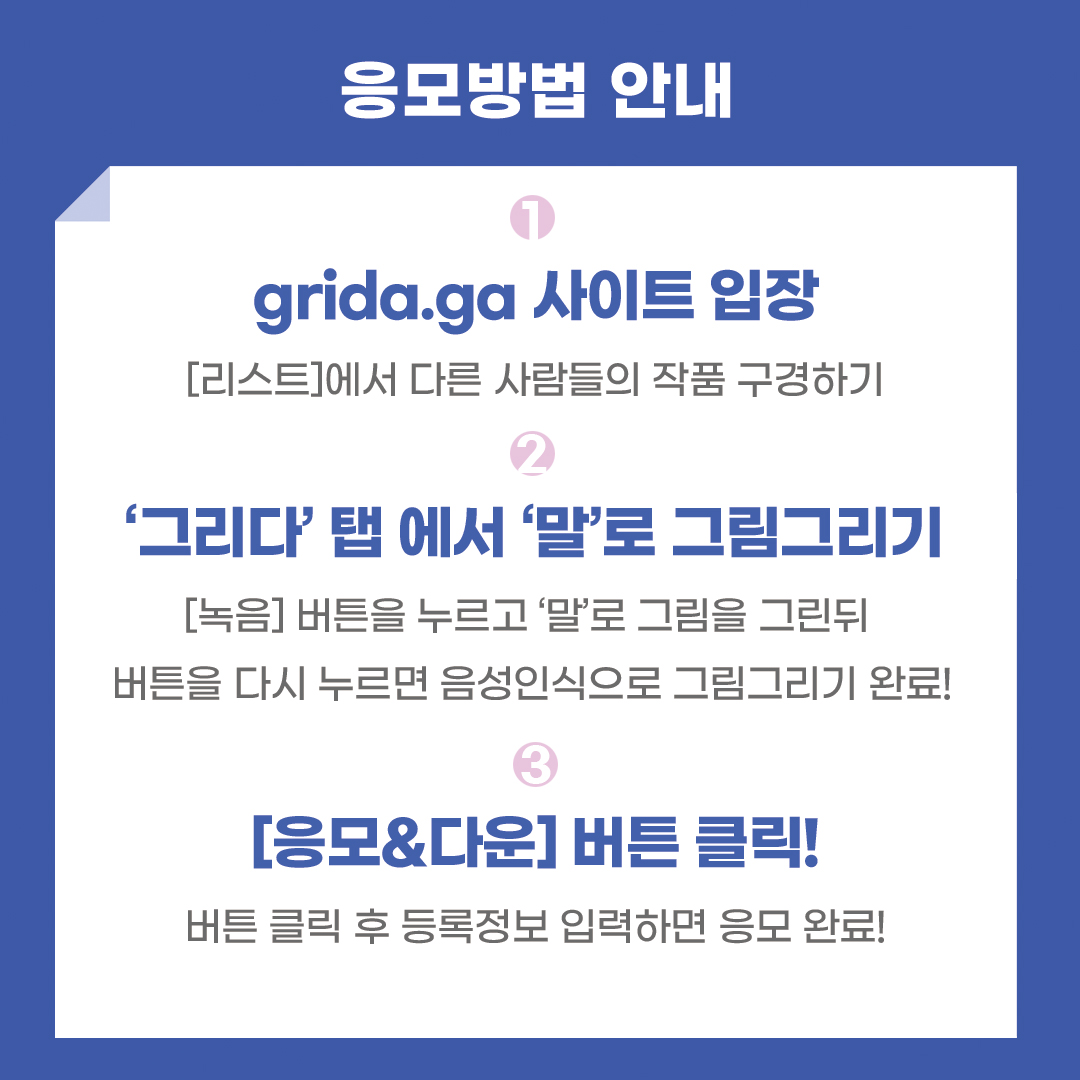 응모방법 안내
1
grida.ga 사이트 입장
[리스트]에서 다른 사람들의 작품 구경하기
2
‘그리다’ 탭 에서 ‘말’로 그림그리기
[녹음] 버튼을 누르고 ‘말’로 그림을 그린뒤
버튼을 다시 누르면 음성인식으로 그림그리기 완료!
3
[응모&다운] 버튼 클릭!
버튼 클릭 후 등록정보 입력하면 응모 완료!